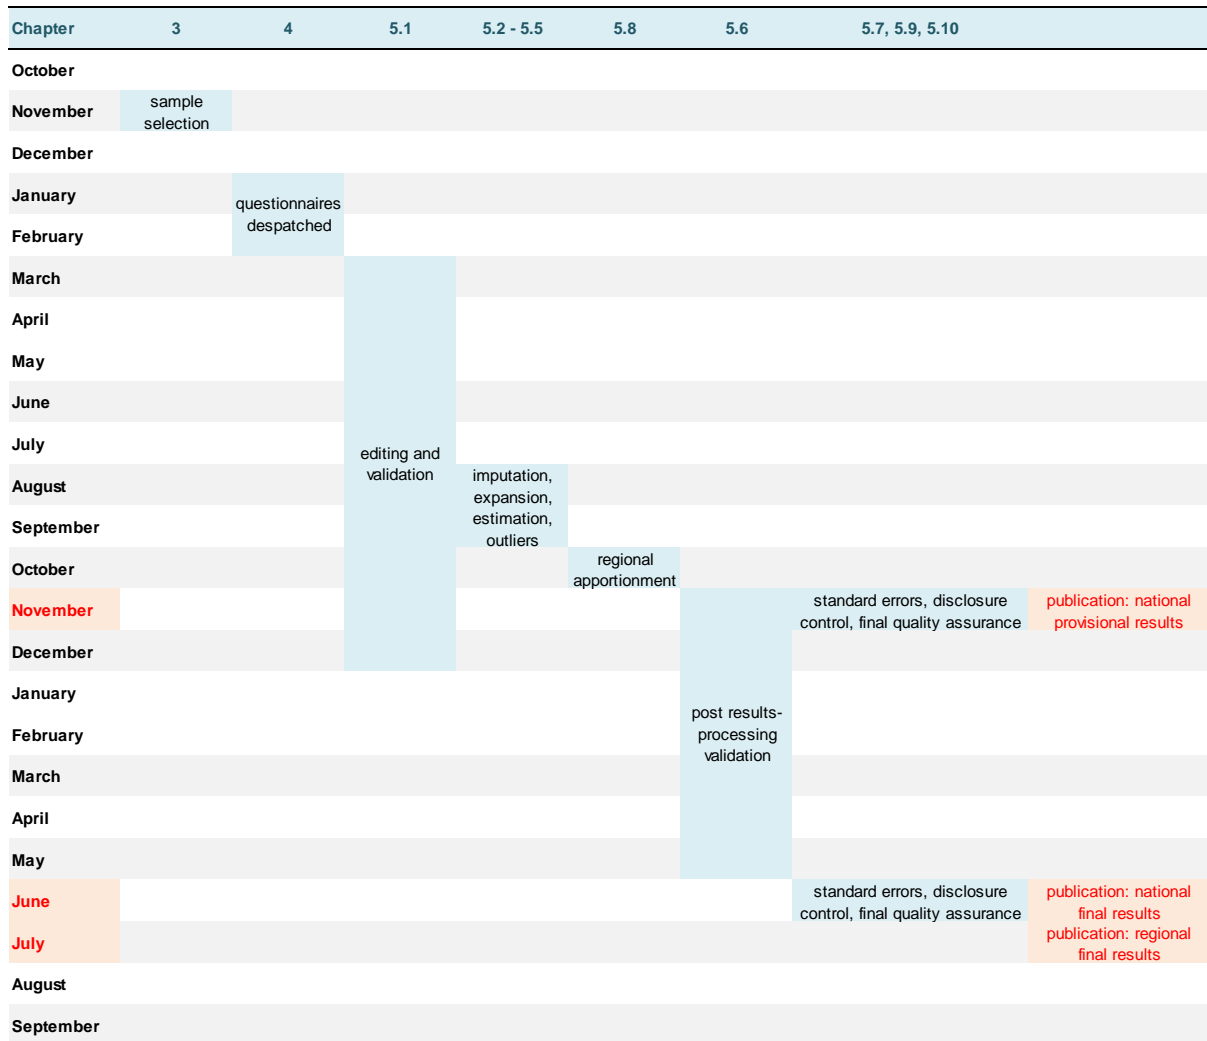 Chapter 3 4 5.1 5.2 - 5.5 5.8 5.6 5.7, 5.9, 5.10
October
November
sample
selection
December
January
February
questionnaires
despatched
March
April
May
June
July
editing and
validation
August
September
imputation,
expansion,
estimation,
outliers
October
regional
apportionment
November
standard errors, disclosure
control, final quality assurance
publication: national
provisional results
December
January
February
March
post results-
processing
validation
April
May
June
standard errors, disclosure
control, final quality assurance
publication: national
final results
July
publication: regional
final results
August
September